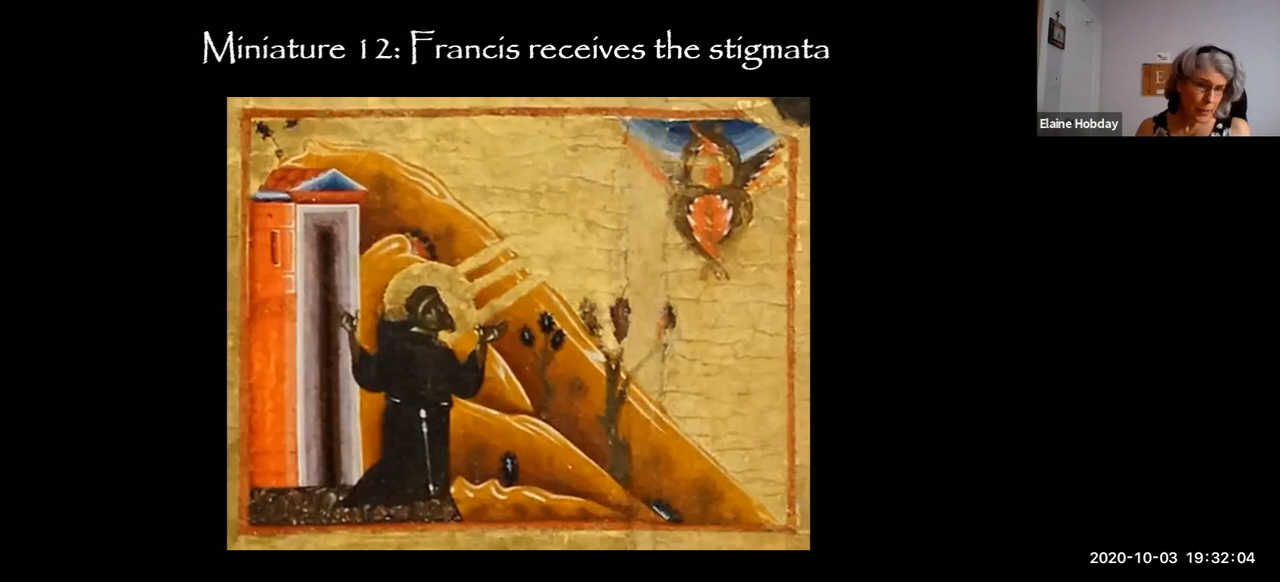 Miniature 12: Francis receives the stigmata
E
Elaine Hobday
2020-10-03 19:32:04